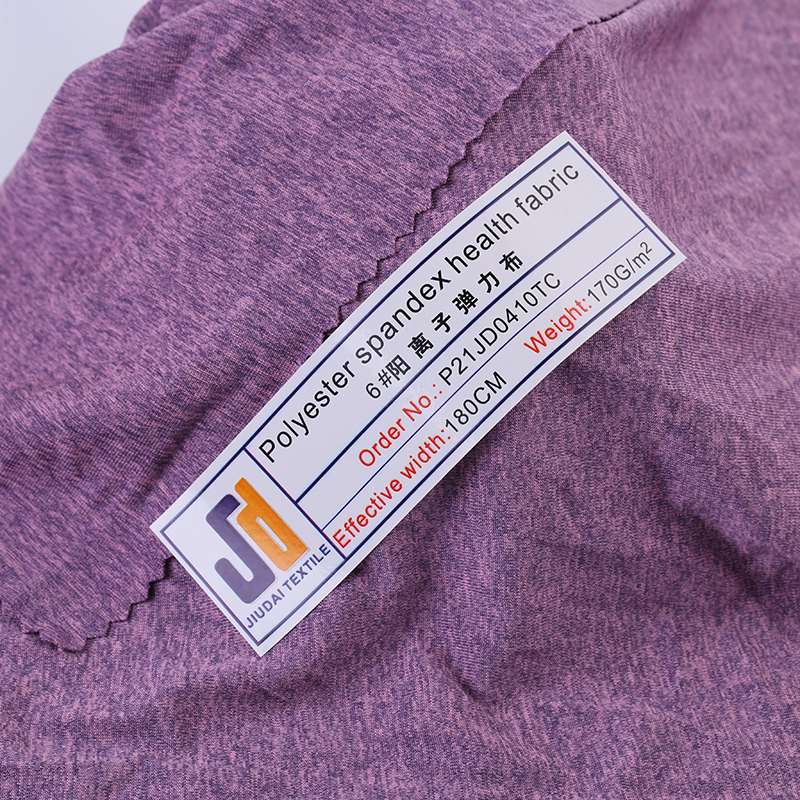 Polyester spandex health fabric
6#阳离子弹力布
Order No.: P21JD0410TC
Effective width:180CM Weight:170G/m²
Jd
JIUDAI TEXTILE